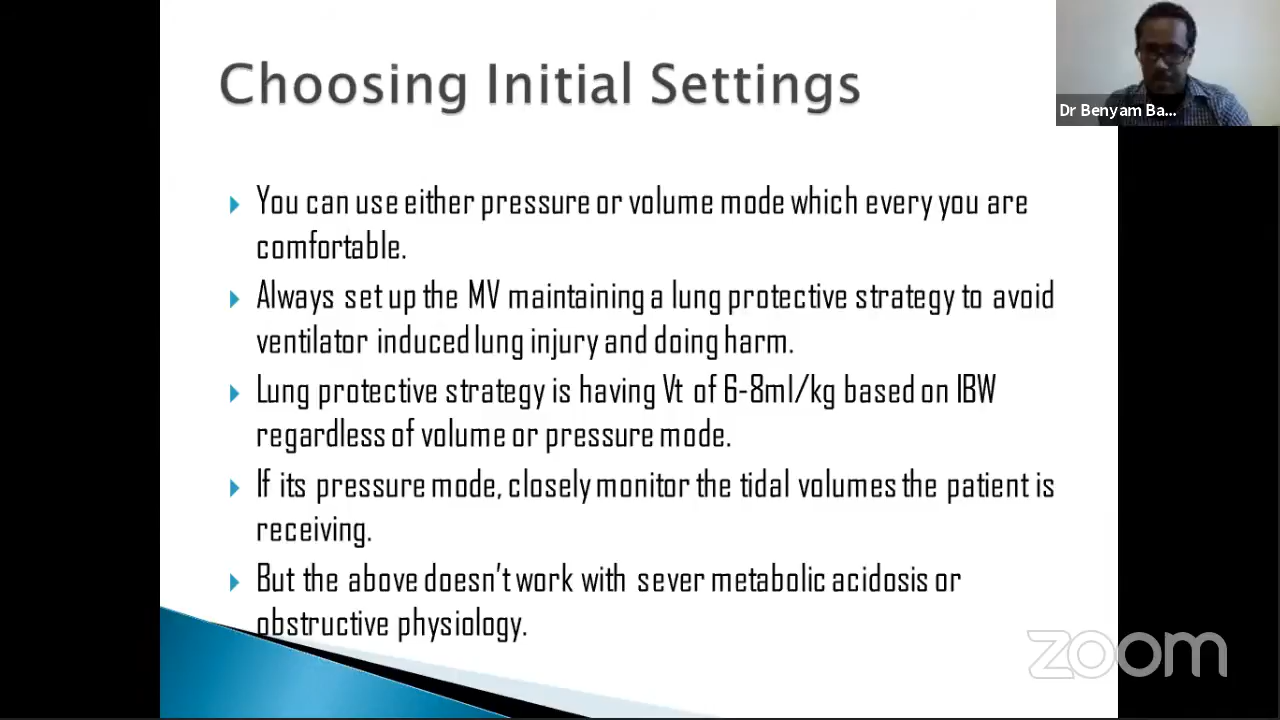 Choosing Initial Settings
Dr Benyam Ba...
You can use either pressure or volume mode which every you are
comfortable.
Always set up the MV maintaining a lung protective strategy to avoid
ventilator induced lung injury and doing harm.
Lung protective strategy is having Vt of 6-8ml/kg based on IBW
regardless of volume or pressure mode.
If its pressure mode, closely monitor the tidal volumes the patient is
receiving.
But the above doesn't work with sever metabolic acidosis or
obstructive physiology.
zoom